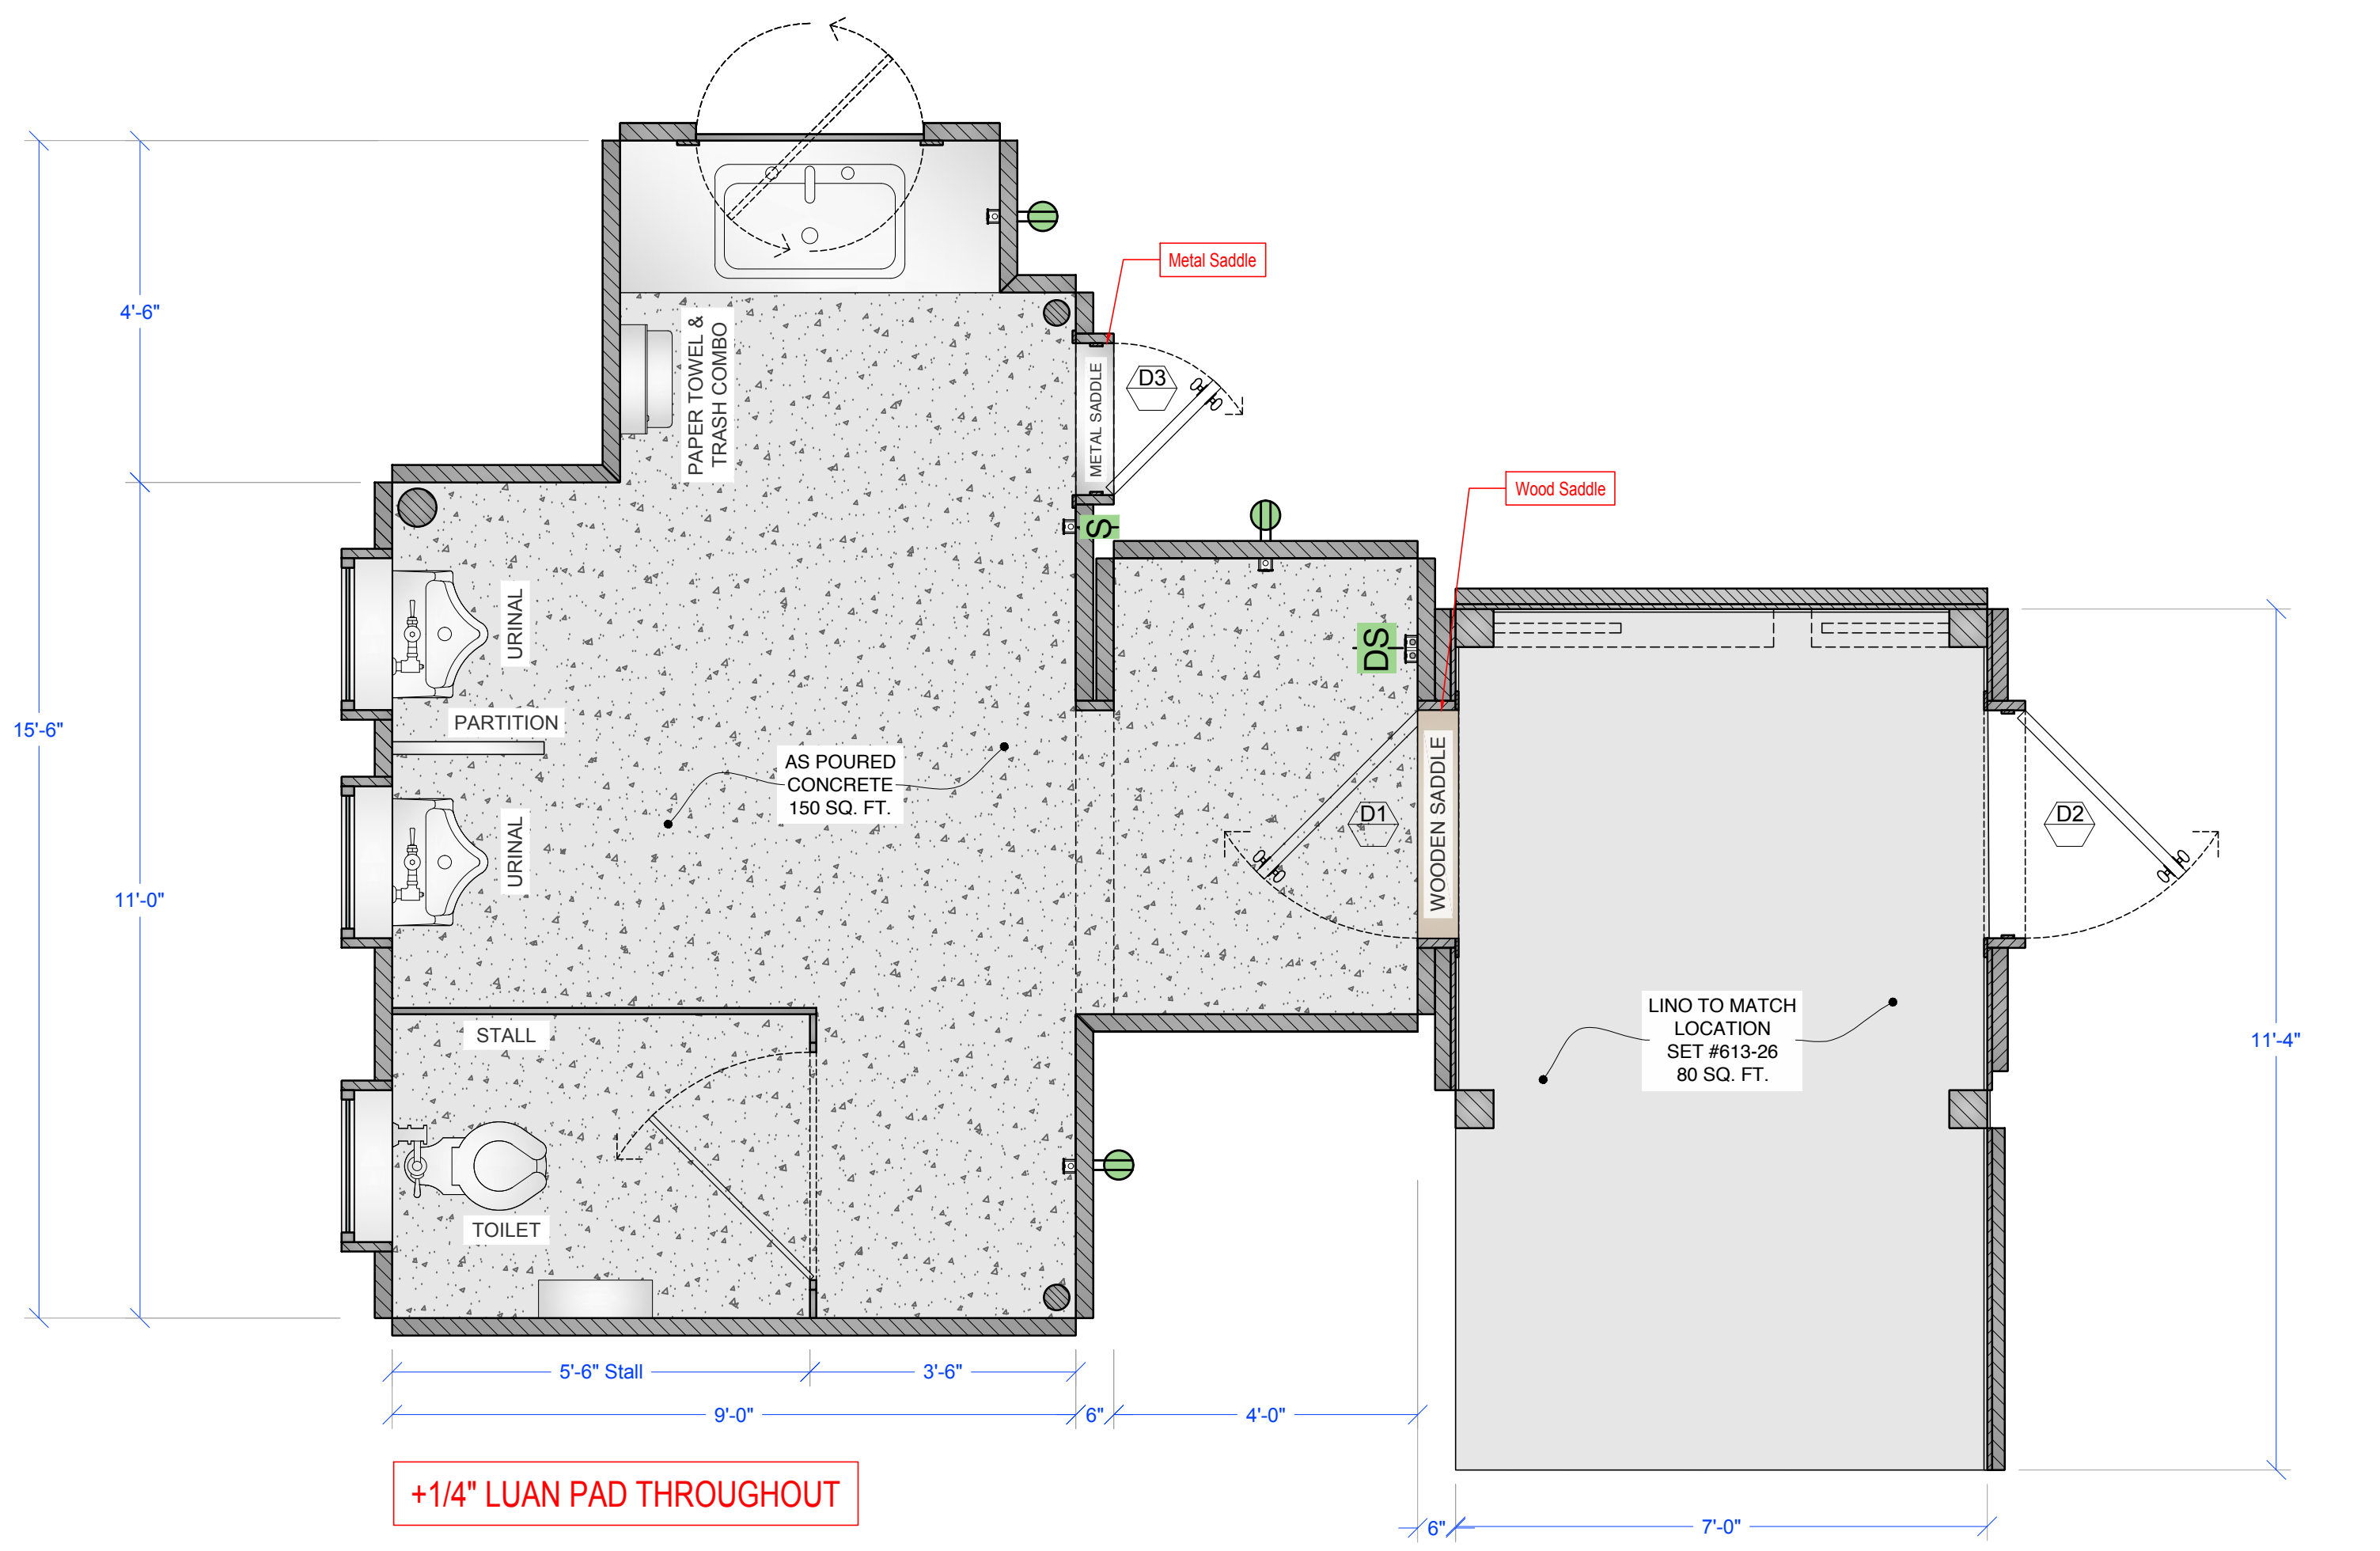 Metal Saddle
4'-6"
PAPER TOWEL &
TRASH COMBO
METAL SADDLE
D3
Wood Saddle
S
URINAL
DS
PARTITION
15'-6"
AS POURED
CONCRETE
150 SQ. FT.
WOODEN SADDLE
D1
D2
URINAL
11'-0"
LINO TO MATCH
LOCATION
SET #613-26
80 SQ. FT.
STALL
11'-4"
TOILET
5'-6" Stall
3'-6"
9'-0"
6"
4'-0"
+1/4" LUAN PAD THROUGHOUT
6"
7'-0"